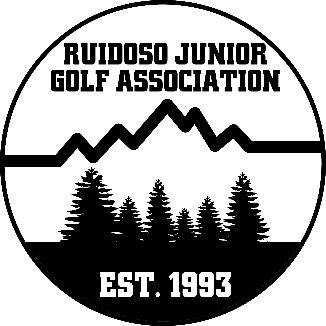 RUIDOSO JUNIOR
GOLF ASSOCIATION
EST. 1993